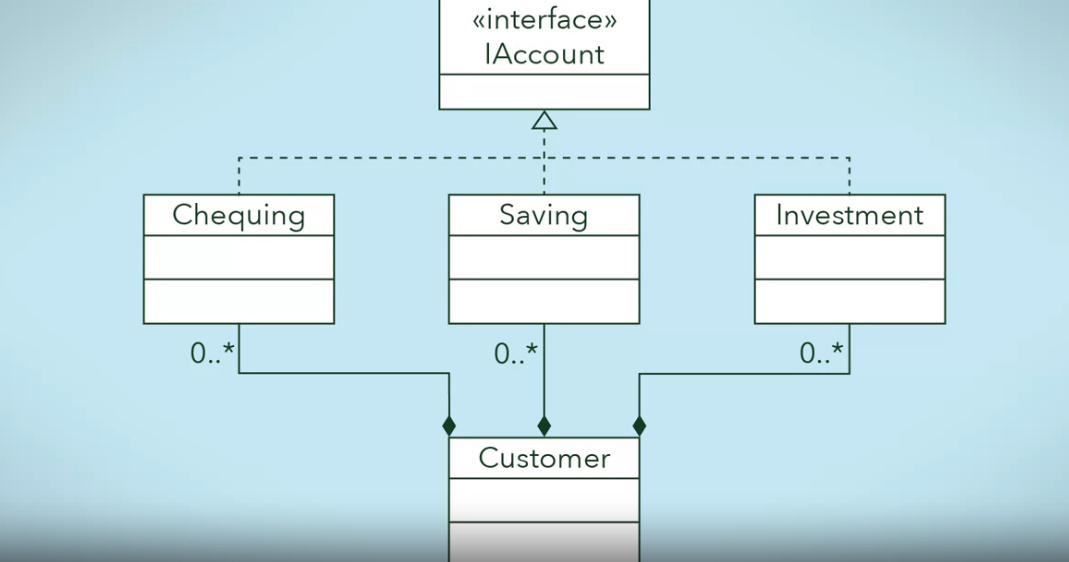 «interface»
IAccount
Chequing
Saving
Investment
0..*
0..*
0..*
Customer